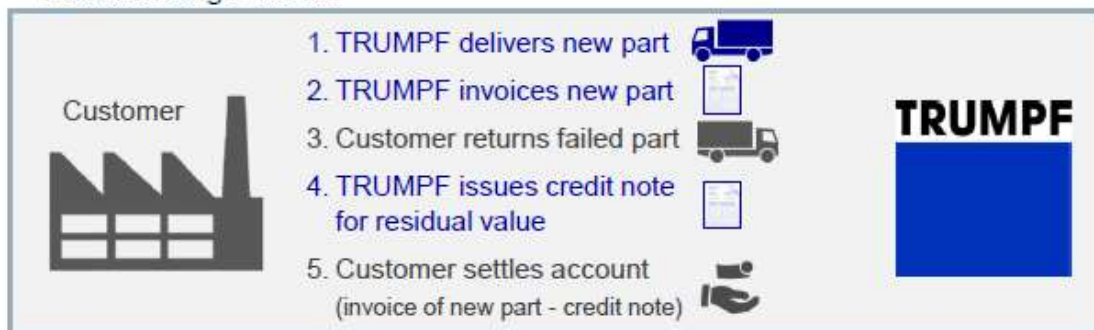 Customer
1. TRUMPF delivers new part
2. TRUMPF invoices new part
3. Customer returns failed part
4. TRUMPF issues credit note
for residual value
5. Customer settles account
(invoice of new part - credit note)
TRUMPF